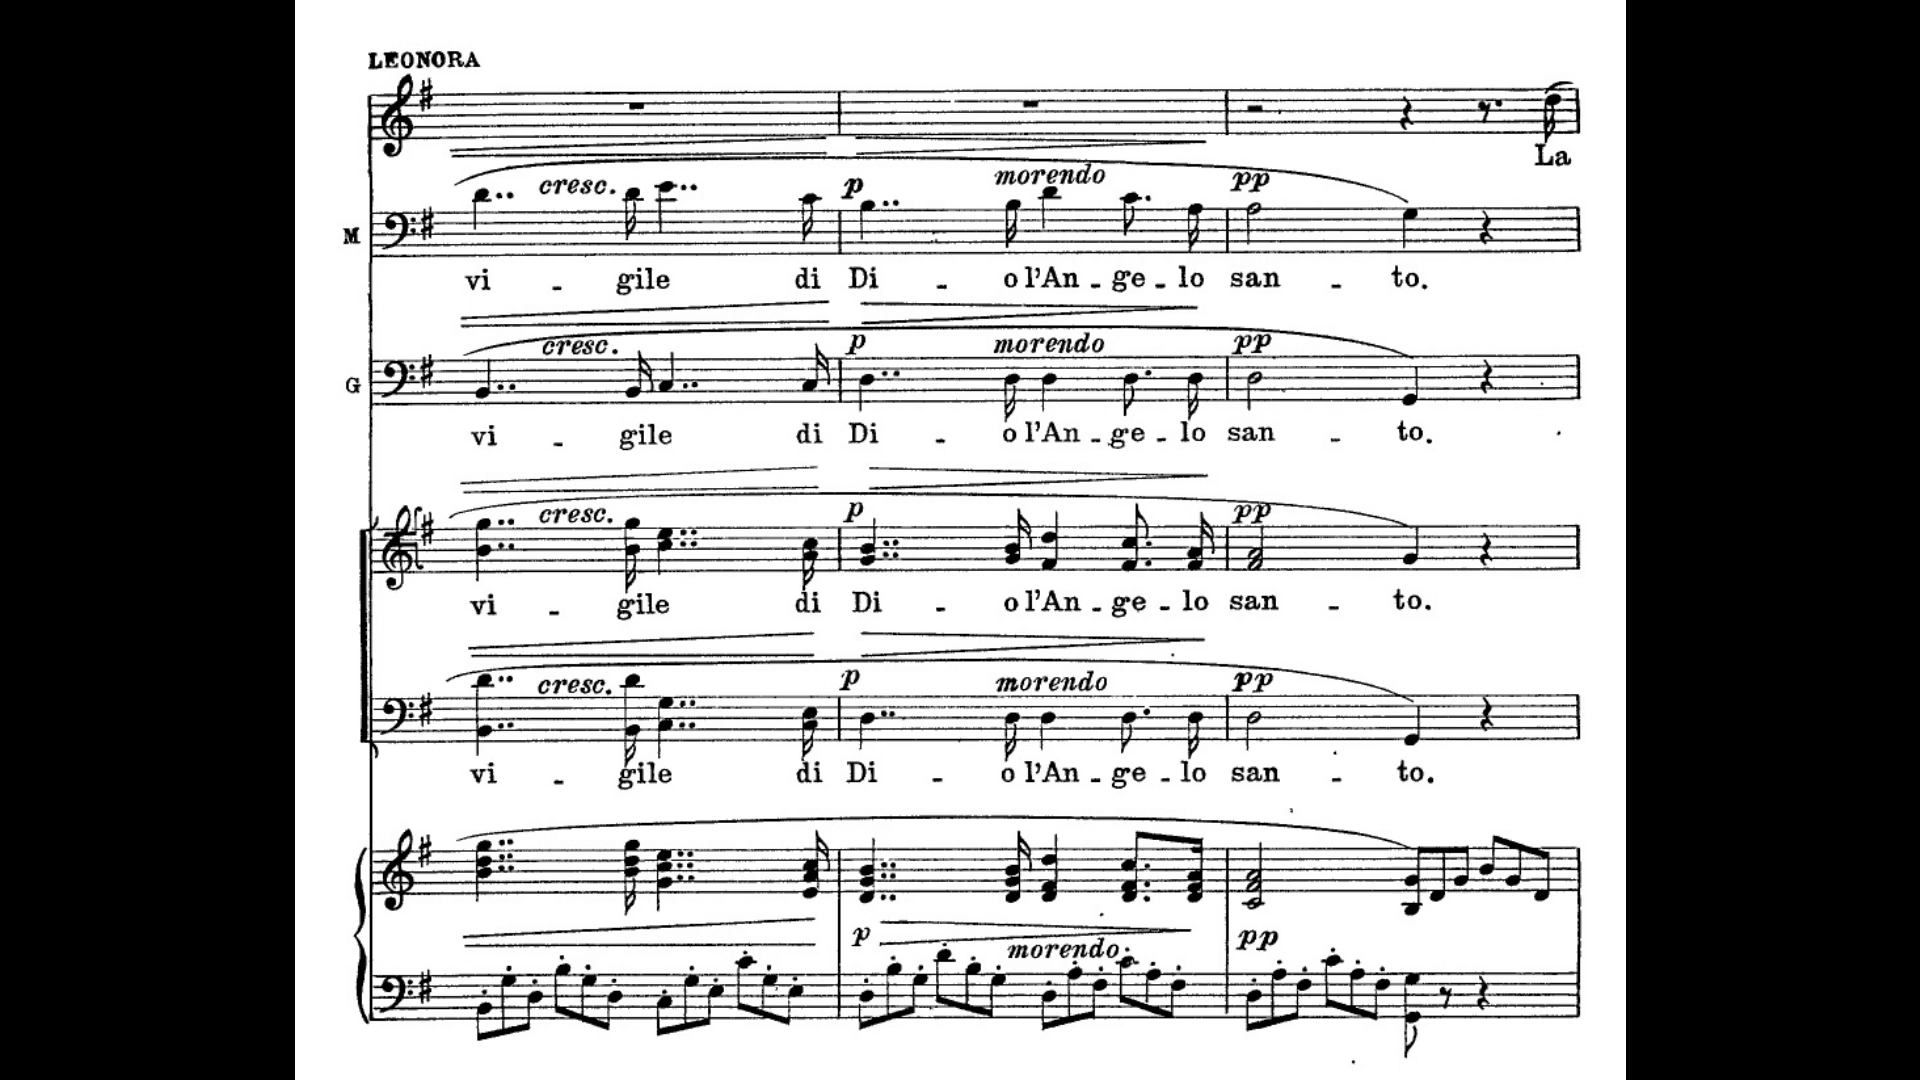 LEONORA
La
cresc. p morendo pp
M
vi - gile di Di - o l'An - ge - lo san - to.
cresc. p morendo pp
G
vi - gile di Di - o l'An - ge - lo san - to.
cresc. p pp
vi - gile di Di - o l'An - ge - lo san - to.
cresc. p morendo pp
vi - gile di Di - o l'An - ge - lo san - to.
p morendo pp